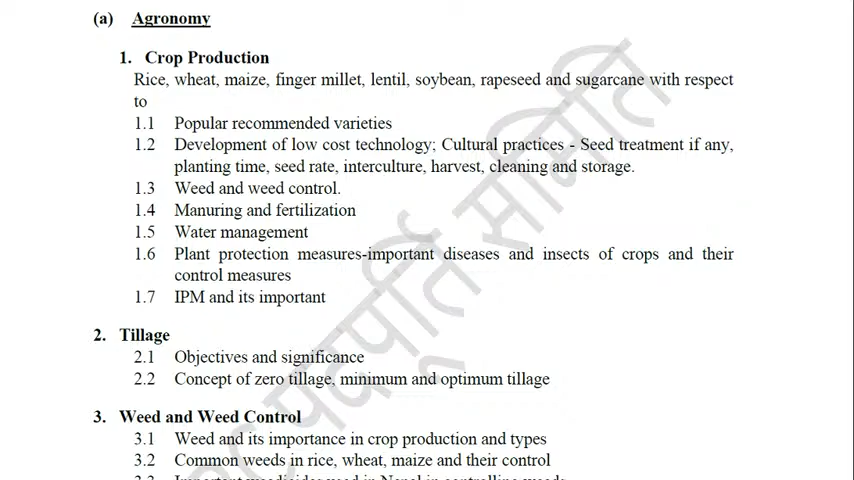 (a) Agronomy
1. Crop Production
Rice, wheat, maize, finger millet, lentil, soybean, rapeseed and sugarcane with respect
to
1.1 Popular recommended varieties
1.2 Development of low cost technology; Cultural practices - Seed treatment if any,
planting time, seed rate, interculture, harvest, cleaning and storage.
1.3 Weed and weed control.
1.4 Manuring and fertilization
1.5 Water management
1.6 Plant protection measures-important diseases and insects of crops and their
control measures
1.7 IPM and its important
2. Tillage
2.1 Objectives and significance
2.2 Concept of zero tillage, minimum and optimum tillage
3. Weed and Weed Control
3.1 Weed and its importance in crop production and types
3.2 Common weeds in rice, wheat, maize and their control
पदपूर्ति समिति